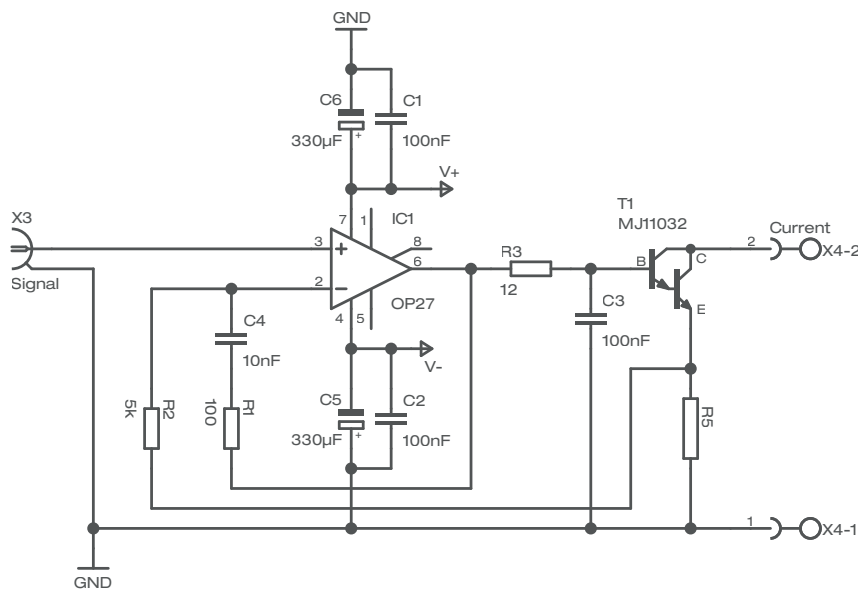 GND
C6
C1
330µF
+
100nF
V+
T1
MJ11032
X3
7
1
IC1
Current
2
X4-2
3
+
8
R3
B
C
Signal
2
−
6
12
OP27
E
4
5
C3
100nF
C4
10nF
V-
R2
5k
R1
100
C5
330µF
+
C2
100nF
R5
1
X4-1
GND